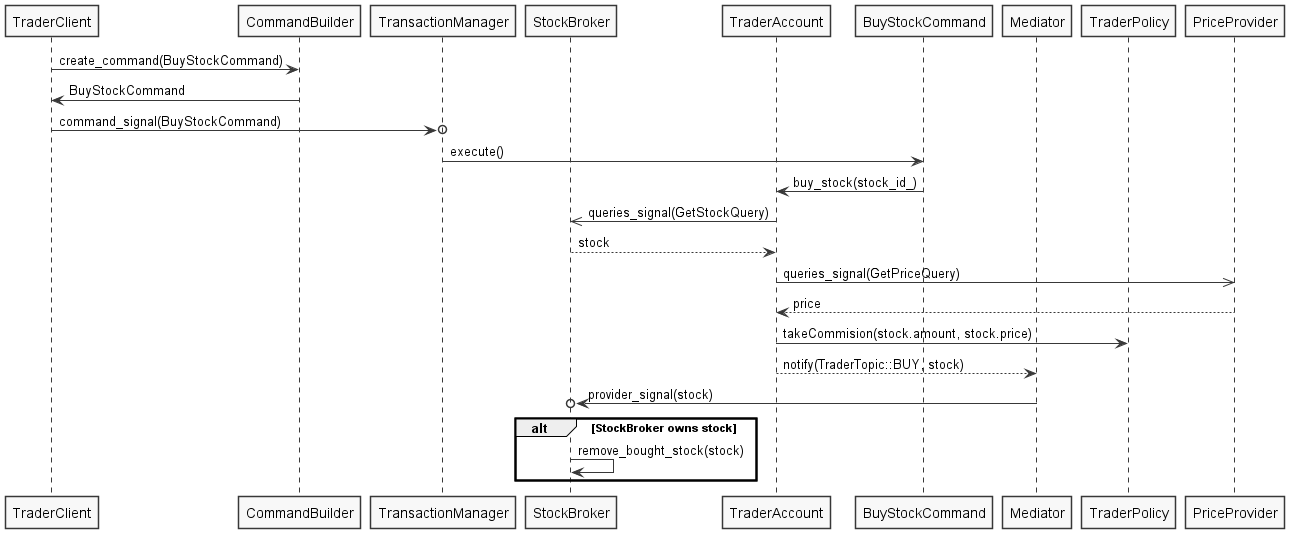 TraderClient CommandBuilder TransactionManager StockBroker TraderAccount BuyStockCommand Mediator TraderPolicy PriceProvider
create_command(BuyStockCommand)
BuyStockCommand
command_signal(BuyStockCommand)
execute()
buy_stock(stock_id_)
queries_signal(GetStockQuery)
stock
queries_signal(GetPriceQuery)
price
takeCommision(stock.amount, stock.price)
notify(TraderTopic::BUY, stock)
provider_signal(stock)
alt [StockBroker owns stock]
remove_bought_stock(stock)
TraderClient CommandBuilder TransactionManager StockBroker TraderAccount BuyStockCommand Mediator TraderPolicy PriceProvider